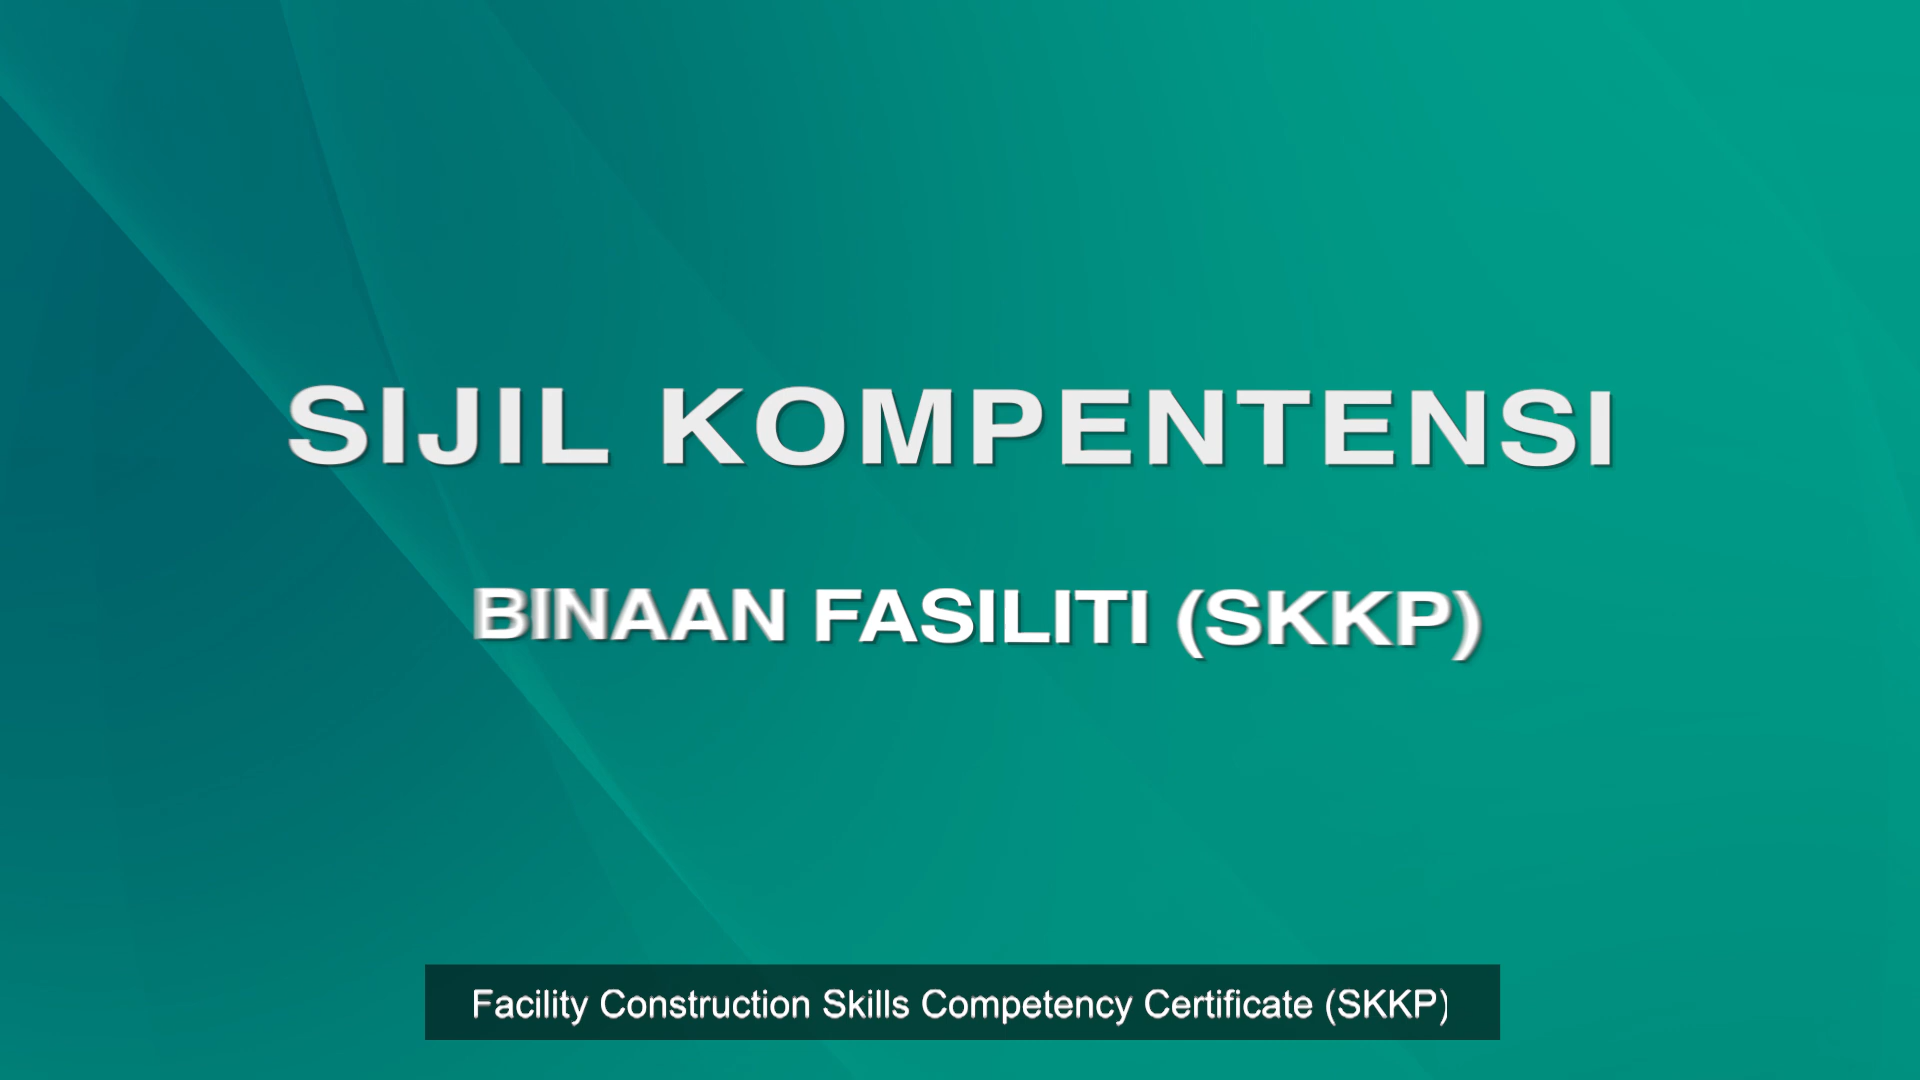 SIJIL KOMPENTENSI
BINAAN FASILITI (SKKP)
Facility Construction Skills Competency Certificate (SKKP)